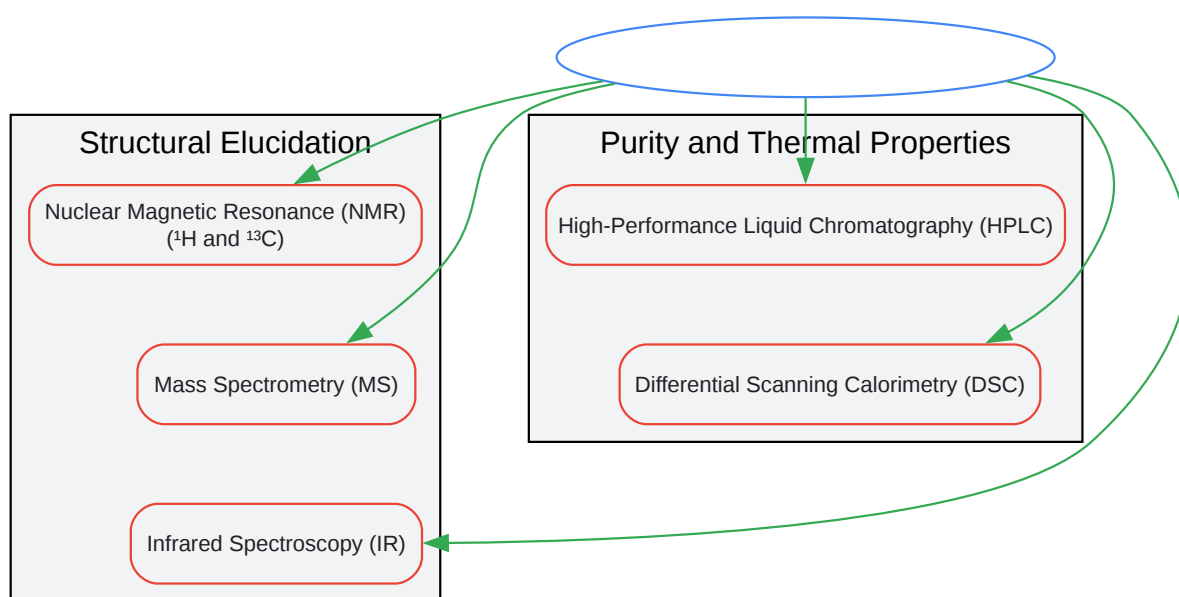 Structural Elucidation
Nuclear Magnetic Resonance (NMR)
(¹H and ¹³C)
Mass Spectrometry (MS)
Infrared Spectroscopy (IR)
Purity and Thermal Properties
High-Performance Liquid Chromatography (HPLC)
Differential Scanning Calorimetry (DSC)